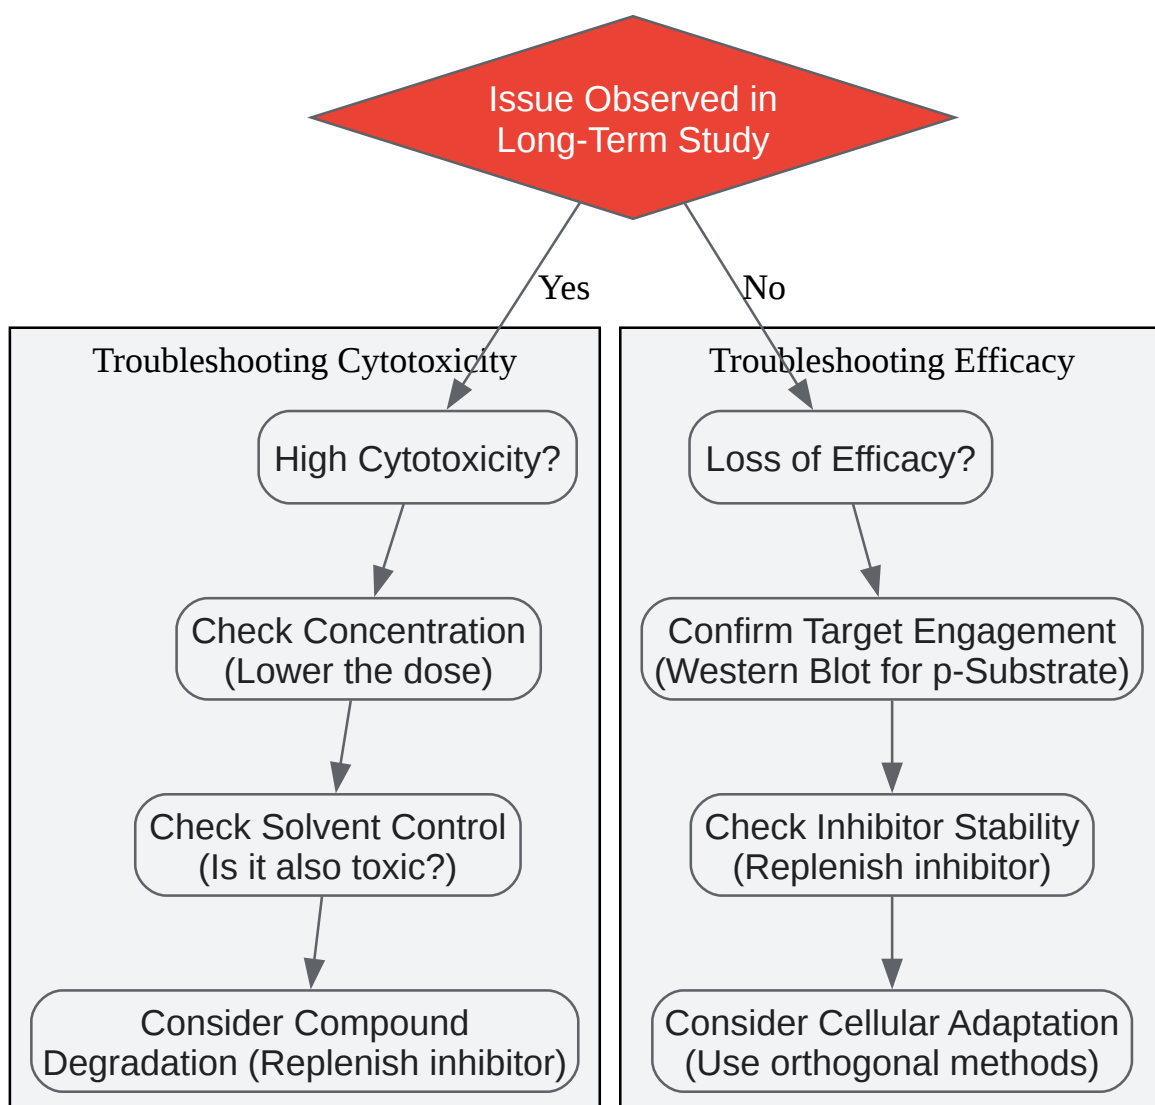 Issue Observed in
Long-Term Study
Yes
No
Troubleshooting Cytotoxicity
High Cytotoxicity?
Check Concentration
(Lower the dose)
Check Solvent Control
(Is it also toxic?)
Consider Compound
Degradation (Replenish inhibitor)
Troubleshooting Efficacy
Loss of Efficacy?
Confirm Target Engagement
(Western Blot for p-Substrate)
Check Inhibitor Stability
(Replenish inhibitor)
Consider Cellular Adaptation
(Use orthogonal methods)